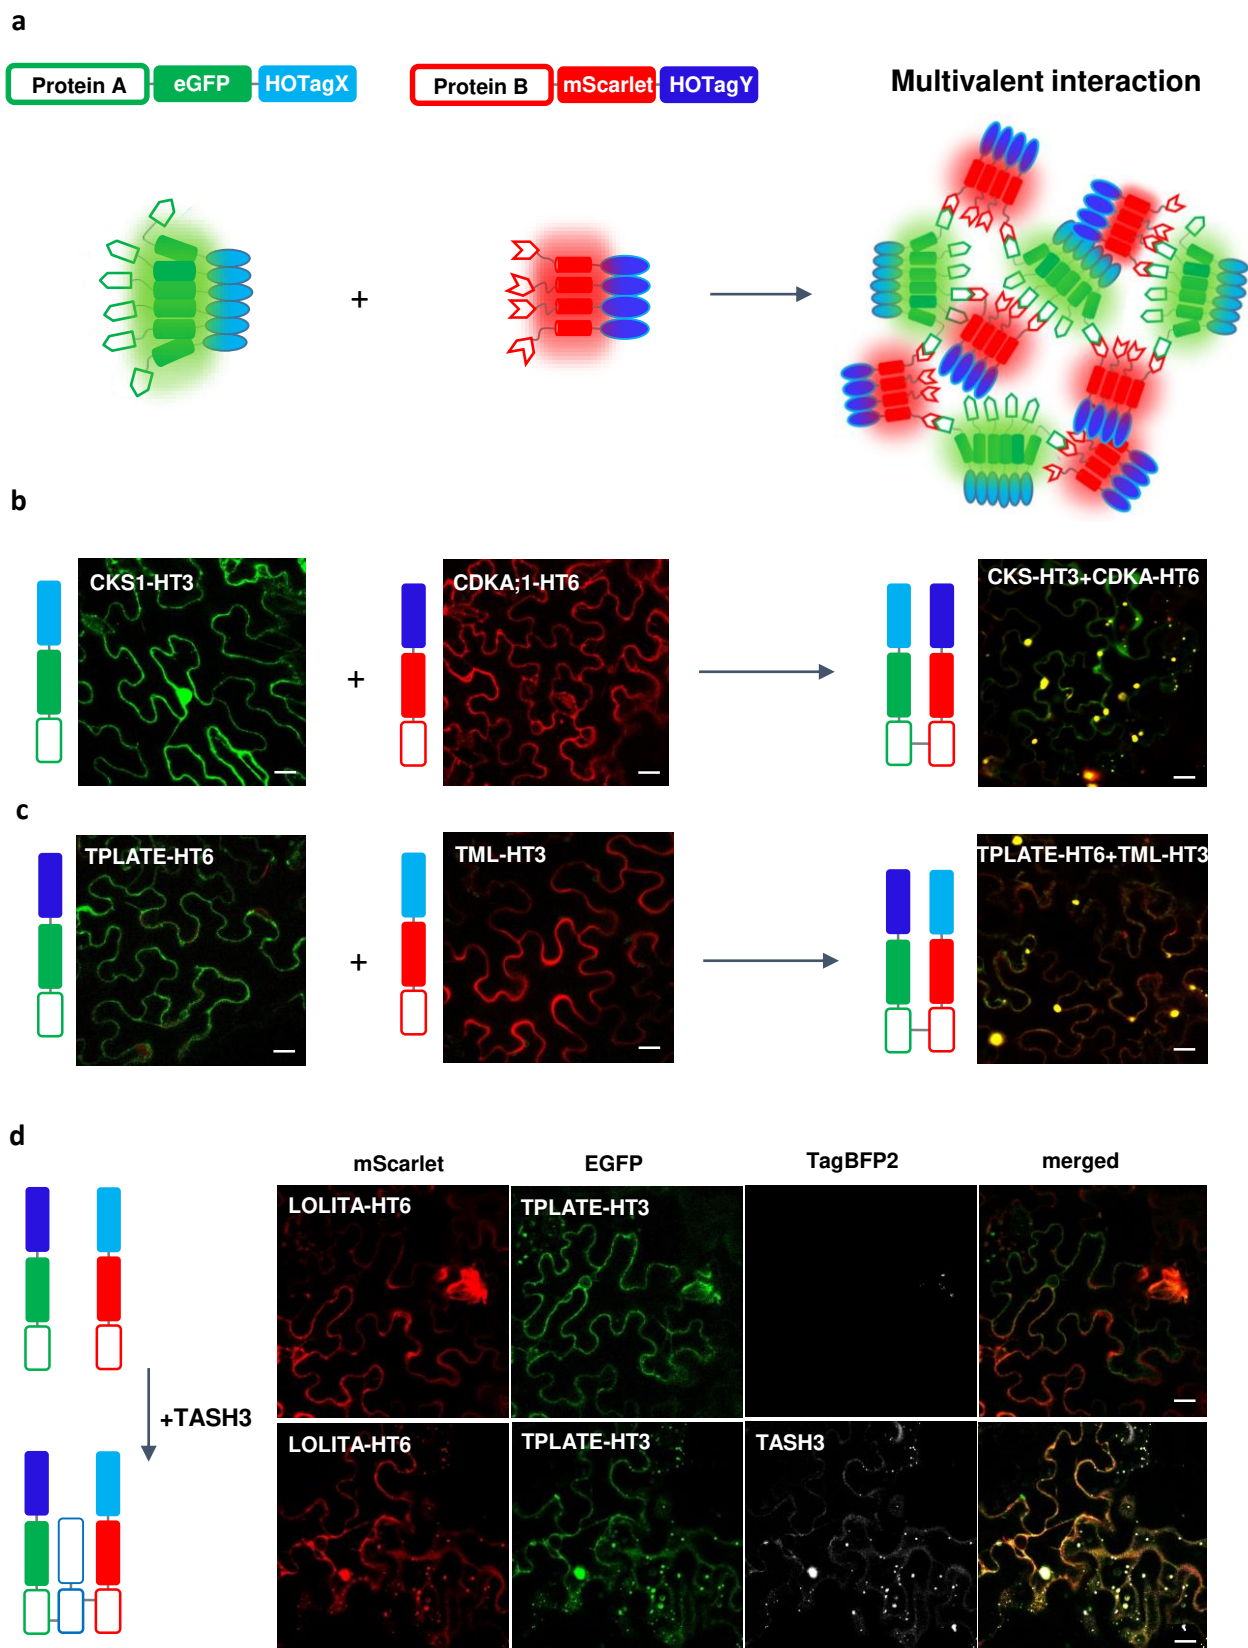 a
Protein A eGFP HOTagX
Protein B mScarlet HOTagY
Multivalent interaction
+
b
CKS1-HT3
+
CDKA;1-HT6
CKS-HT3+CDKA-HT6
c
TPLATE-HT6
+
TML-HT3
TPLATE-HT6+TML-HT3
d
mScarlet EGFP TagBFP2 merged
LOLITA-HT6 TPLATE-HT3
+TASH3
LOLITA-HT6 TPLATE-HT3 TASH3